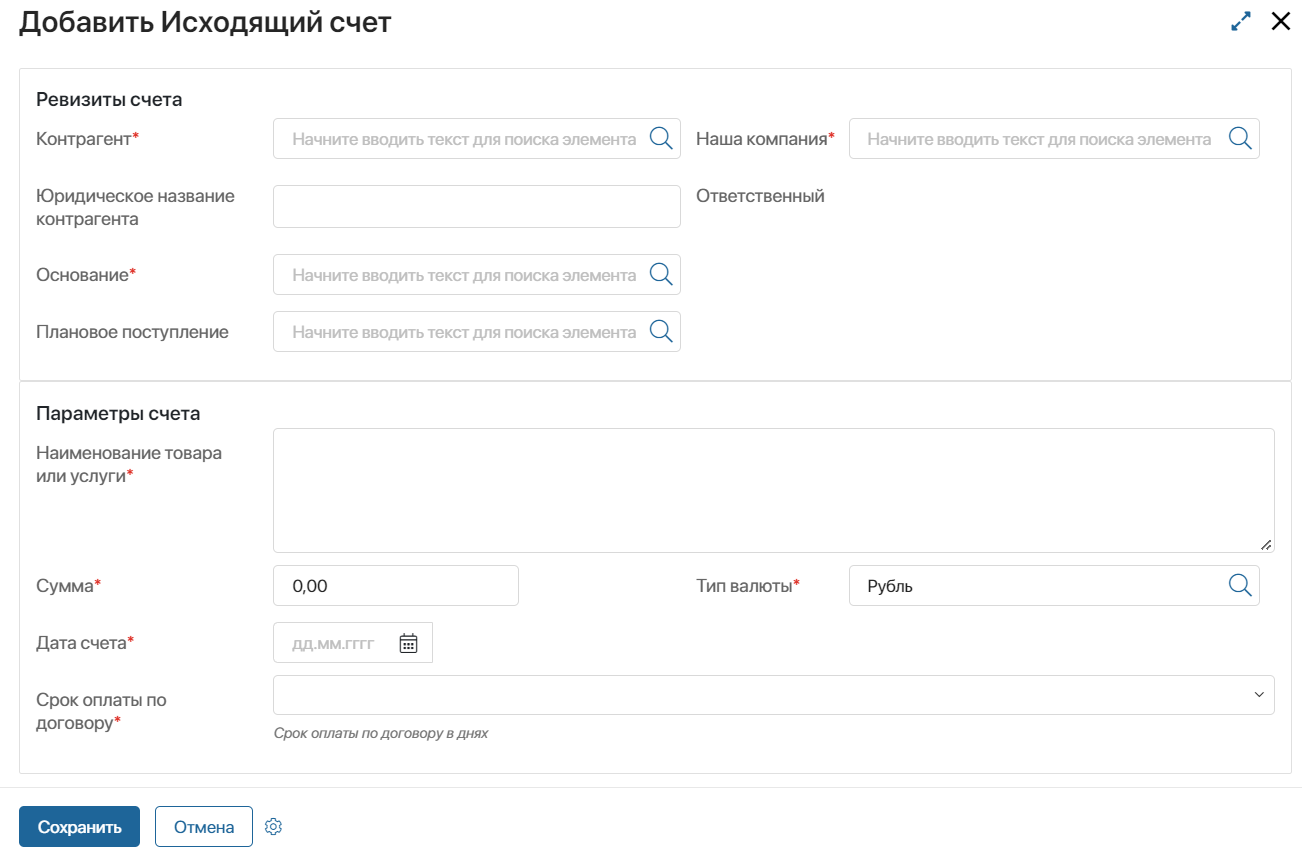 Добавить Исходящий счет
Ревизиты счета
Контрагент* Начните вводить текст для поиска элемента Наша компания* Начните вводить текст для поиска элемента
Юридическое название
контрагента
Ответственный
Основание* Начните вводить текст для поиска элемента
Плановое поступление Начните вводить текст для поиска элемента
Параметры счета
Наименование товара
или услуги*
Сумма* 0,00 Тип валюты* Рубль
Дата счета* дд.мм.гггг
Срок оплаты по
договору*
Срок оплаты по договору в днях
Сохранить Отмена